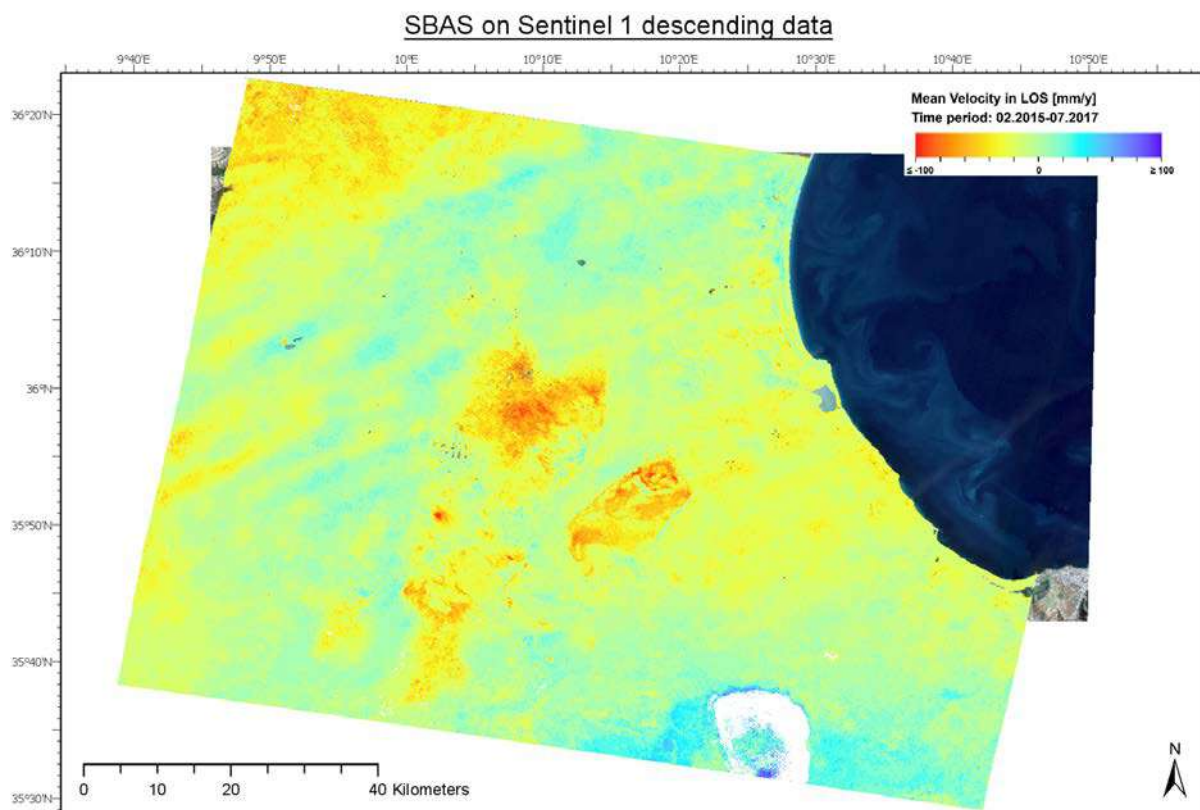 SBAS on Sentinel 1 descending data
9°40'E 9°50'E 10°E 10°10'E 10°20'E 10°30'E 10°40'E 10°50'E
Mean Velocity in LOS [mm/y]
Time period: 02.2015-07.2017
≤ -100 0 ≥ 100
36°20'N
36°10'N
36°N
35°50'N
35°40'N
35°30'N
N
0 10 20 40 Kilometers